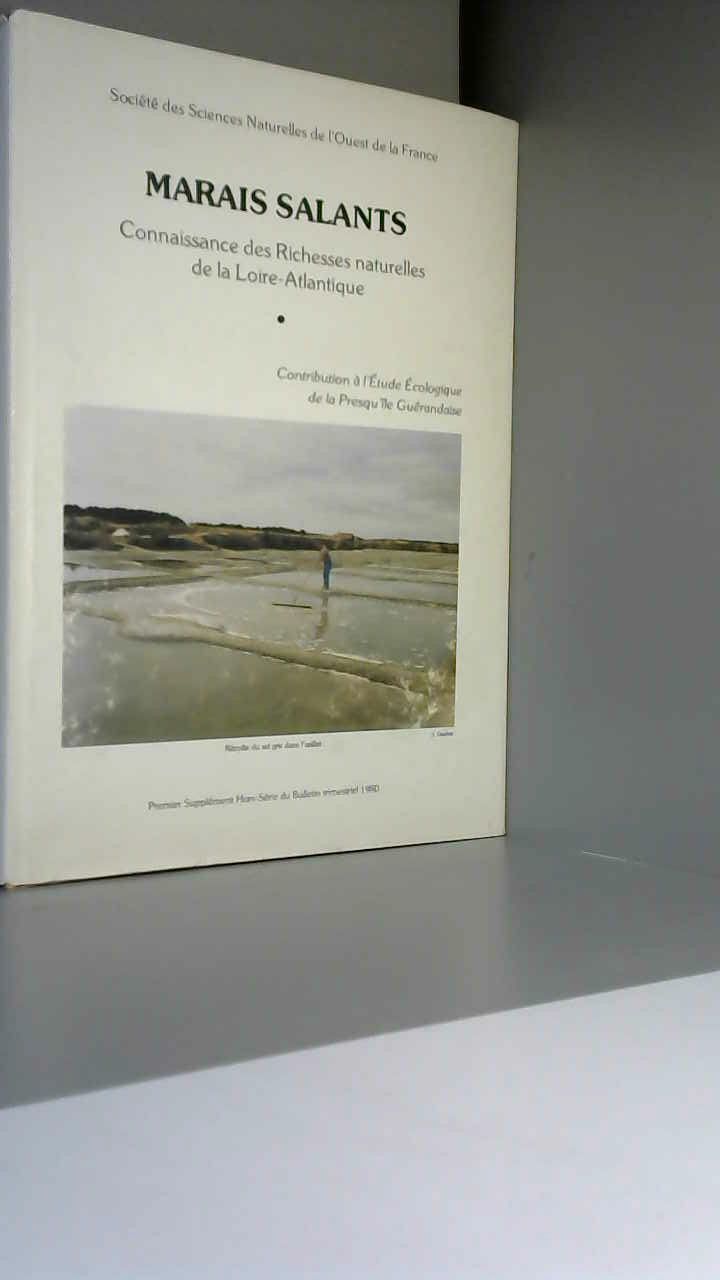 Société des Sciences Naturelles de l'Ouest de la France
MARAIS SALANTS
Connaissance des Richesses naturelles
de la Loire-Atlantique
•
Contribution à l'Étude Écologique
de la Presqu'île Guérandaise
Récolte du sel gris dans l'œillet
Premier Supplément Hors-Série du Bulletin trimestriel 1980